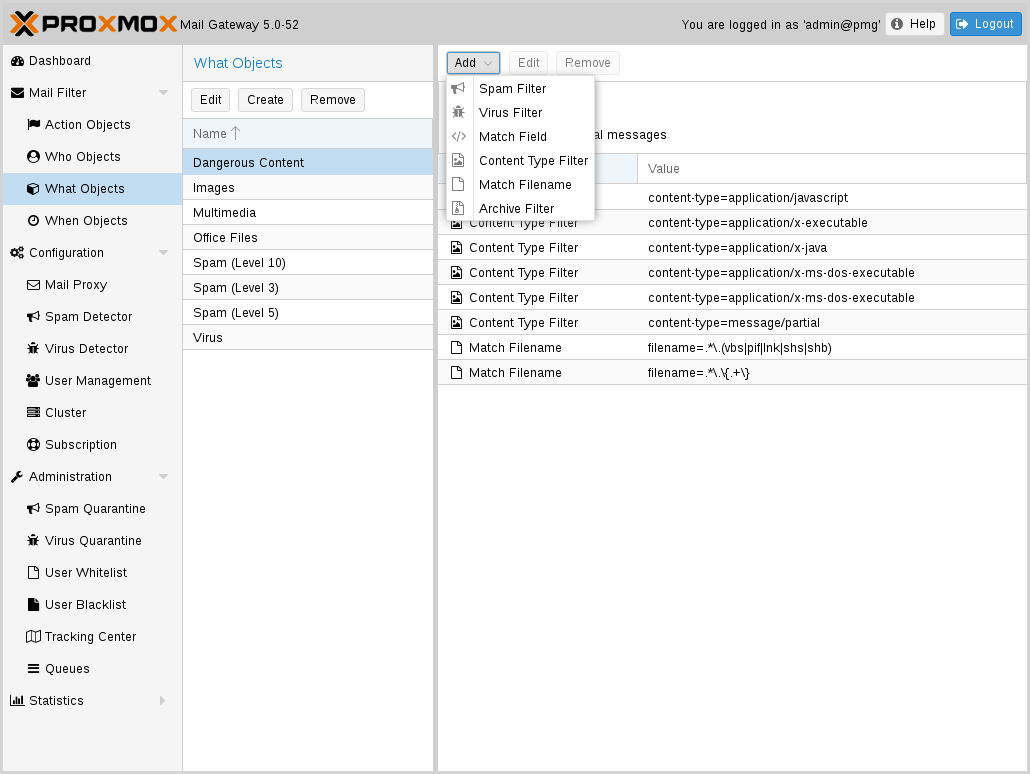 PROXMOX Mail Gateway 5.0-52
You are logged in as 'admin@pmg'
Help
Logout
Dashboard
Mail Filter
Action Objects
Who Objects
What Objects
When Objects
Configuration
Mail Proxy
Spam Detector
Virus Detector
User Management
Cluster
Subscription
Administration
Spam Quarantine
Virus Quarantine
User Whitelist
User Blacklist
Tracking Center
Queues
Statistics
What Objects
Edit Create Remove
Name
Dangerous Content
Images
Multimedia
Office Files
Spam (Level 10)
Spam (Level 3)
Spam (Level 5)
Virus
Add Edit Remove
Spam Filter
Virus Filter
Match Field
Content Type Filter
Match Filename
Archive Filter
messages
Value
content-type=application/javascript
Content Type Filter content-type=application/x-executable
Content Type Filter content-type=application/x-java
Content Type Filter content-type=application/x-ms-dos-executable
Content Type Filter content-type=application/x-ms-dos-executable
Content Type Filter content-type=message/partial
Match Filename filename=.*\.(vbs|pif|lnk|shs|shb)
Match Filename filename=.*\.\{.+\}